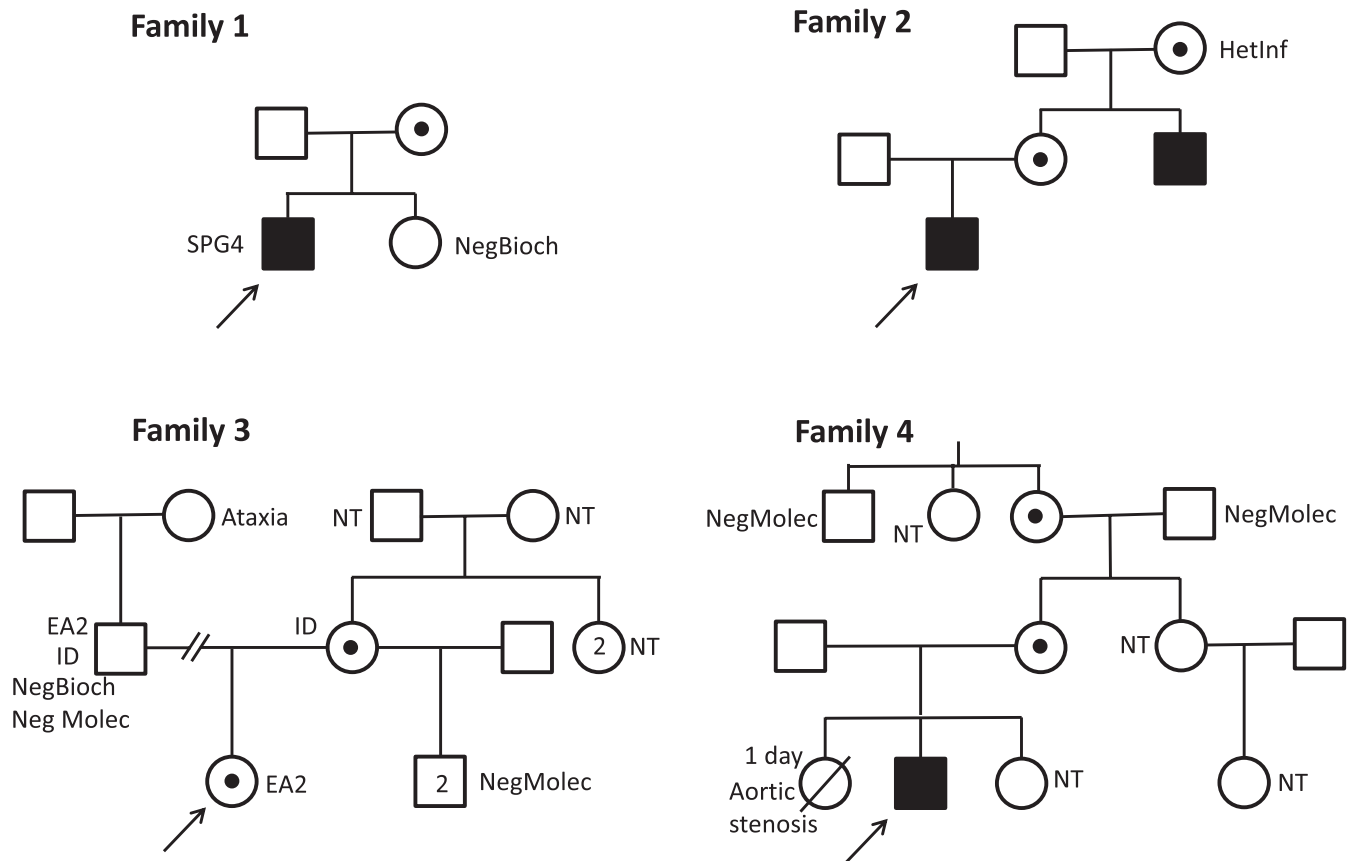 Family 1
Family 2
HetInf
SPG4
NegBioch
Family 3
Family 4
Ataxia
NT
NT
NegMolec
NT
NegMolec
EA2
ID
NegBioch
Neg Molec
ID
2
NT
NT
EA2
2
NegMolec
1 day
Aortic
stenosis
NT
NT